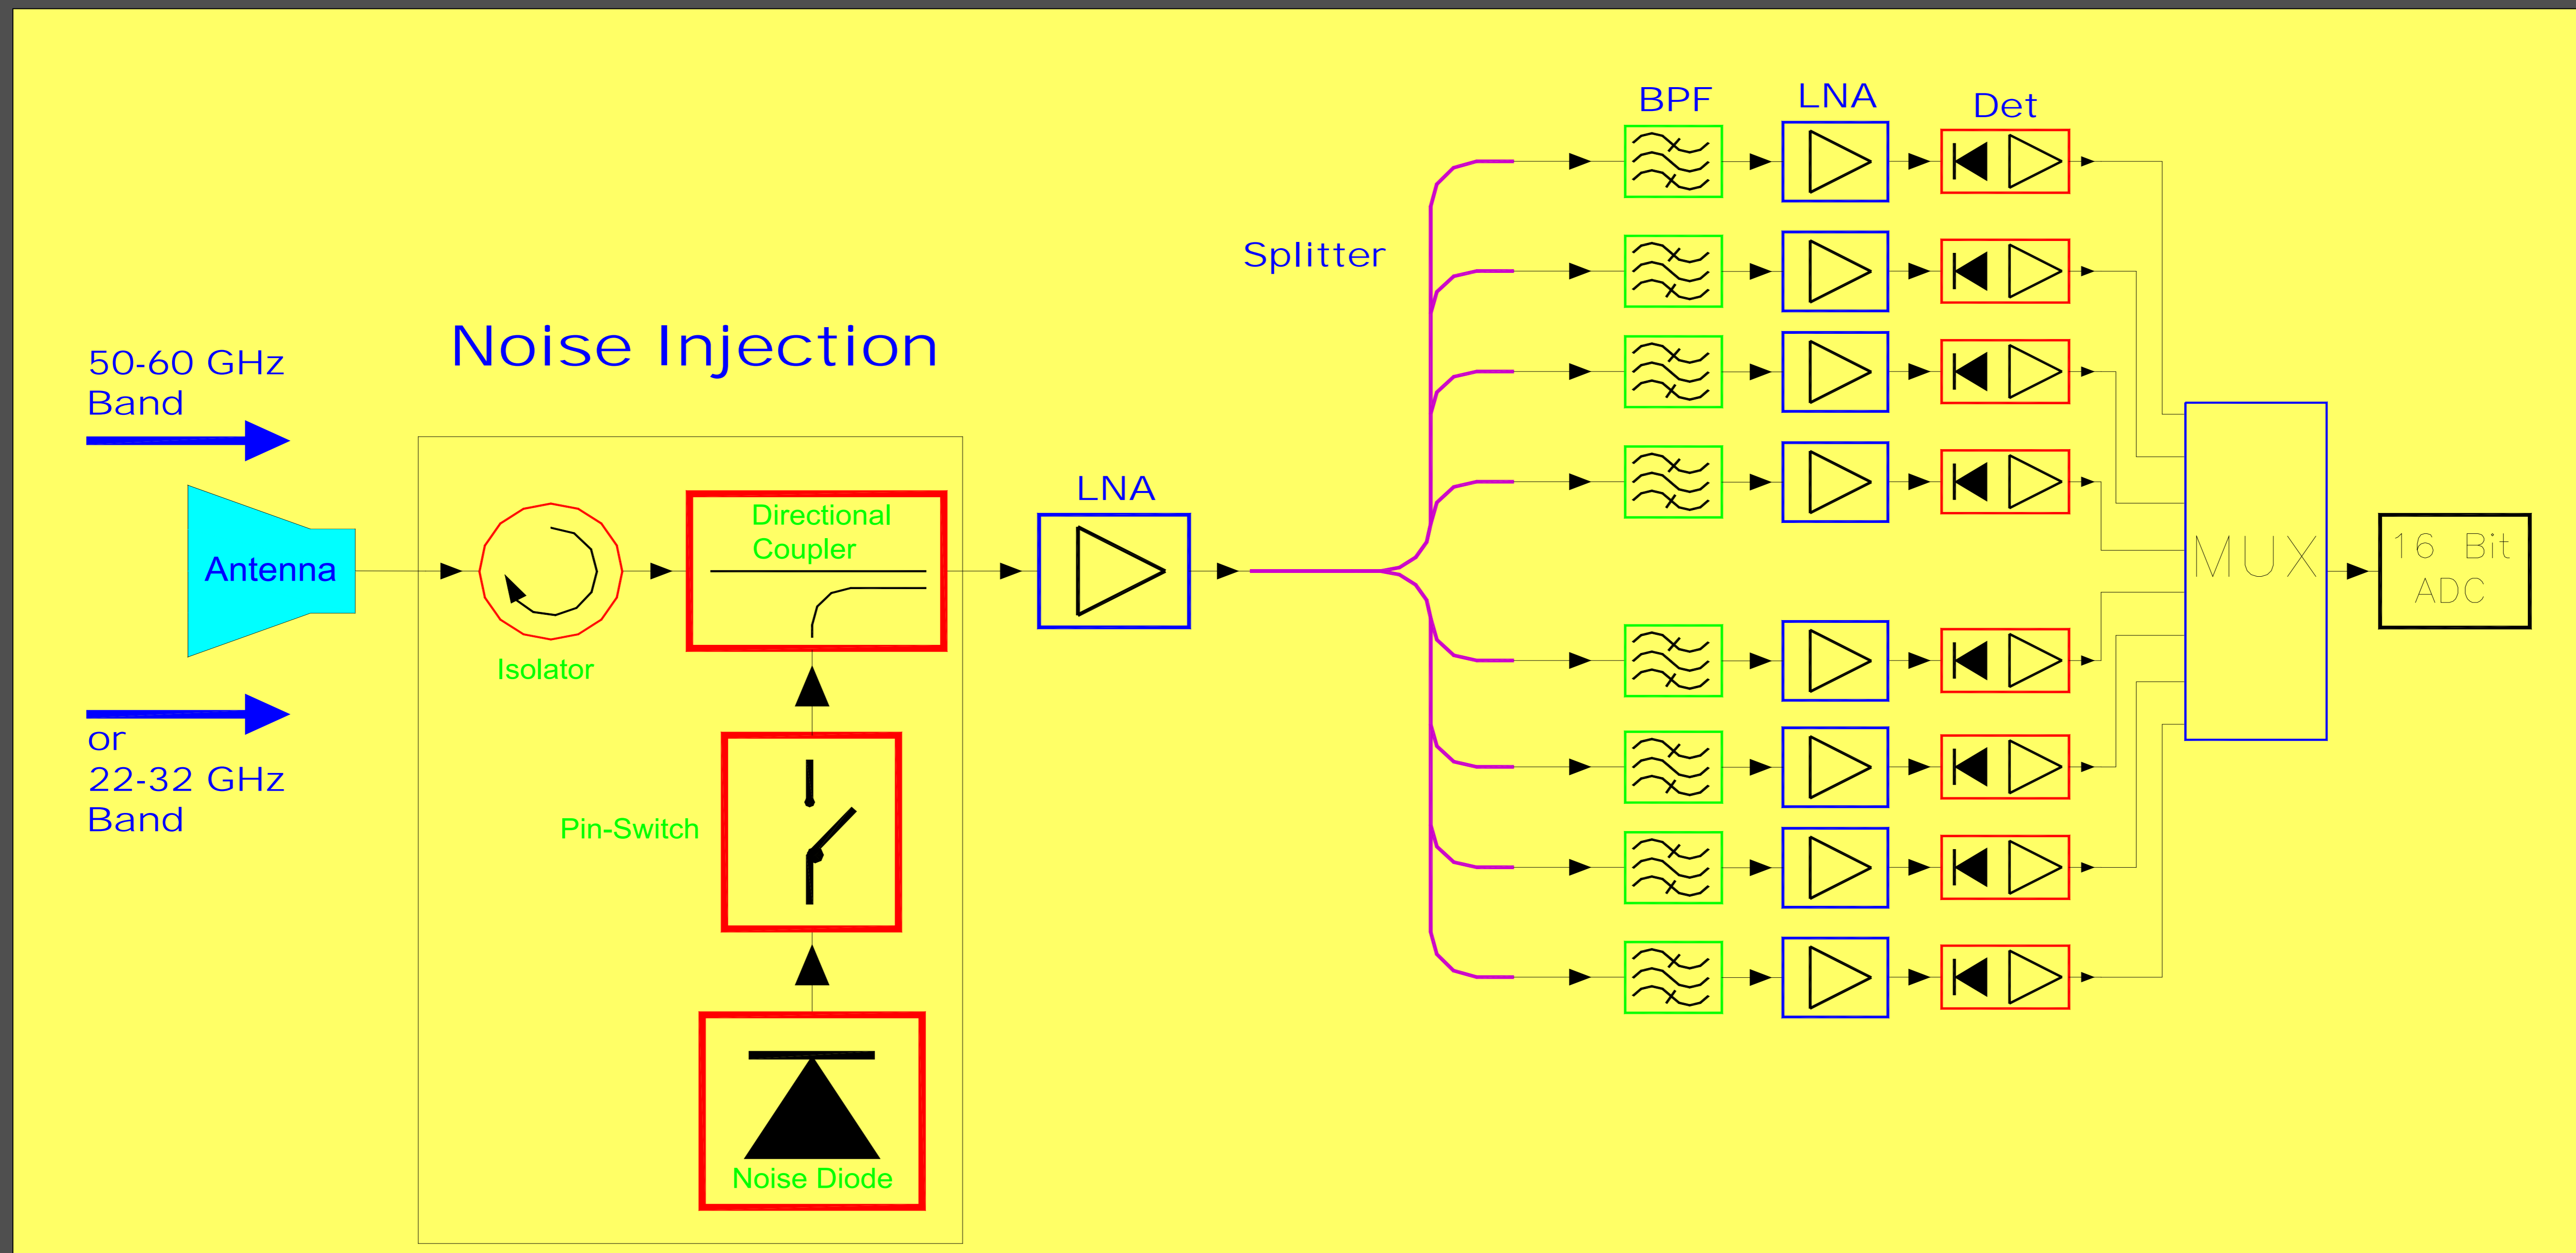 BPF
LNA
Det
Splitter
Noise Injection
50-60 GHz
Band
LNA
Directional
Coupler
Antenna
MUX
16 Bit
ADC
Isolator
or
22-32 GHz
Band
Pin-Switch
Noise Diode